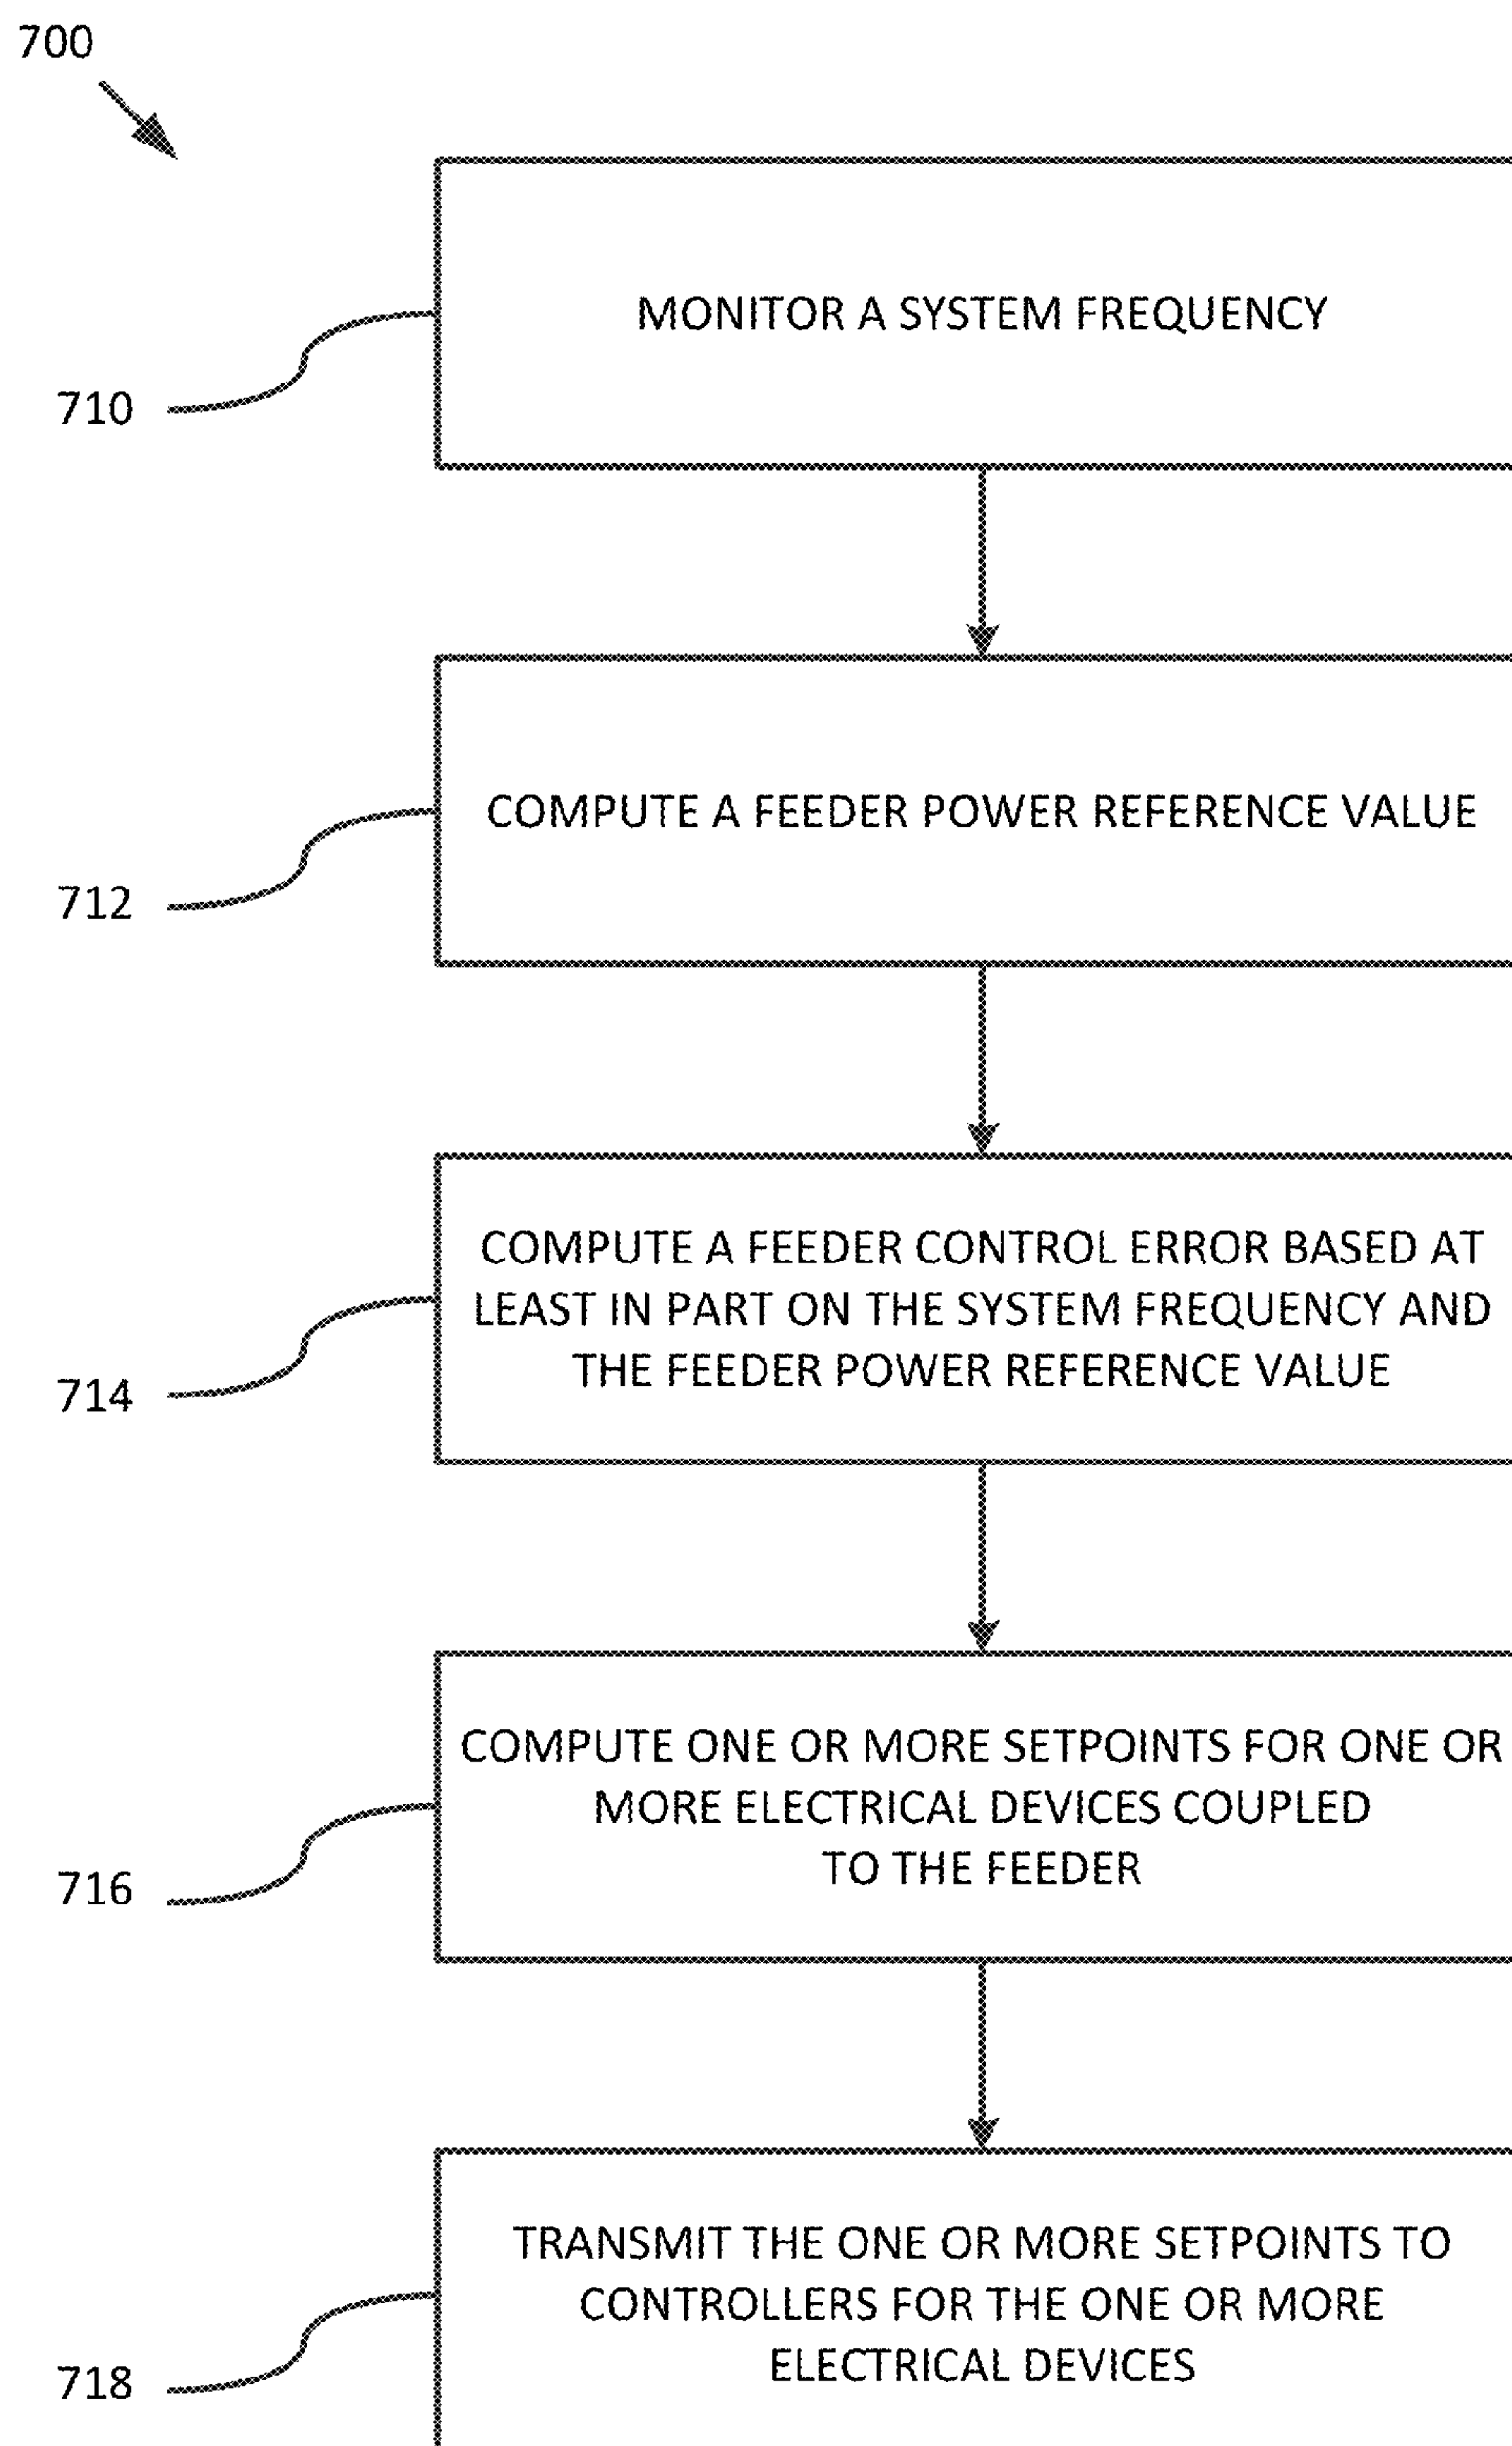 700
MONITOR A SYSTEM FREQUENCY
710
COMPUTE A FEEDER POWER REFERENCE VALUE
712
COMPUTE A FEEDER CONTROL ERROR BASED AT
LEAST IN PART ON THE SYSTEM FREQUENCY AND
THE FEEDER POWER REFERENCE VALUE
714
COMPUTE ONE OR MORE SETPOINTS FOR ONE OR
MORE ELECTRICAL DEVICES COUPLED
TO THE FEEDER
716
TRANSMIT THE ONE OR MORE SETPOINTS TO
CONTROLLERS FOR THE ONE OR MORE
ELECTRICAL DEVICES
718